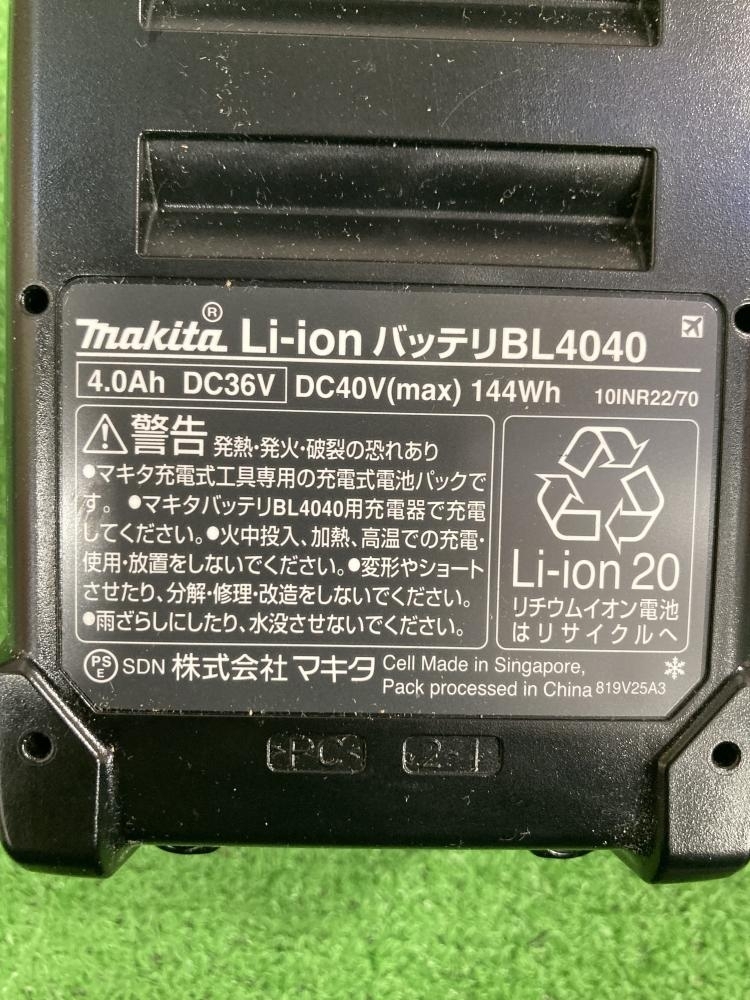 makita® Li-ion バッテリBL4040
4.0Ah DC36V DC40V(max) 144Wh 10INR22/70
警告 発熱・発火・破裂の恐れあり
●マキタ充電式工具専用の充電式電池パックで
す。●マキタバッテリBL4040用充電器で充電
してください。●火中投入、加熱、高温での充電・
使用・放置をしないでください。●変形やショート
させたり、分解・修理・改造をしないでください。
●雨ざらしにしたり、水没させないでください。
Li-ion 20
リチウムイオン電池
はリサイクルへ
PSE SDN 株式会社 マキタ
Cell Made in Singapore,
Pack processed in China 819V25A3
PC 2-1